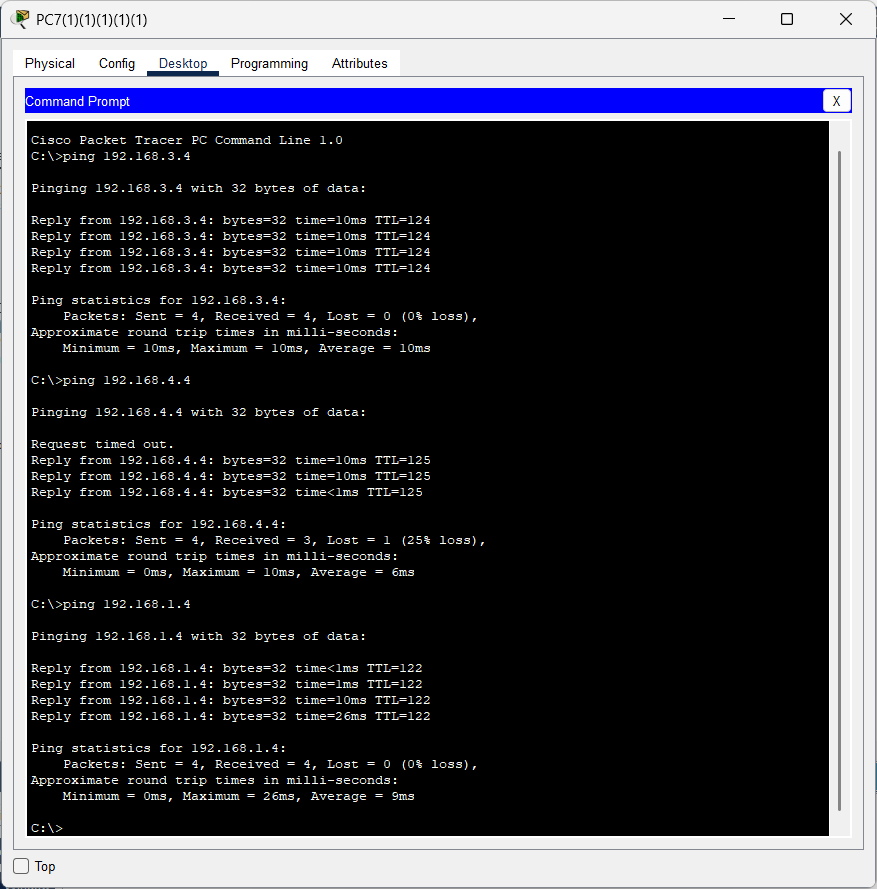 PC7(1)(1)(1)(1)(1)
Physical Config Desktop Programming Attributes
Command Prompt
X
Cisco Packet Tracer PC Command Line 1.0
C:\>ping 192.168.3.4
Pinging 192.168.3.4 with 32 bytes of data:
Reply from 192.168.3.4: bytes=32 time=10ms TTL=124
Reply from 192.168.3.4: bytes=32 time=10ms TTL=124
Reply from 192.168.3.4: bytes=32 time=10ms TTL=124
Reply from 192.168.3.4: bytes=32 time=10ms TTL=124
Ping statistics for 192.168.3.4:
Packets: Sent = 4, Received = 4, Lost = 0 (0% loss),
Approximate round trip times in milli-seconds:
Minimum = 10ms, Maximum = 10ms, Average = 10ms
C:\>ping 192.168.4.4
Pinging 192.168.4.4 with 32 bytes of data:
Request timed out.
Reply from 192.168.4.4: bytes=32 time=10ms TTL=125
Reply from 192.168.4.4: bytes=32 time=10ms TTL=125
Reply from 192.168.4.4: bytes=32 time<1ms TTL=125
Ping statistics for 192.168.4.4:
Packets: Sent = 4, Received = 3, Lost = 1 (25% loss),
Approximate round trip times in milli-seconds:
Minimum = 0ms, Maximum = 10ms, Average = 6ms
C:\>ping 192.168.1.4
Pinging 192.168.1.4 with 32 bytes of data:
Reply from 192.168.1.4: bytes=32 time<1ms TTL=122
Reply from 192.168.1.4: bytes=32 time=1ms TTL=122
Reply from 192.168.1.4: bytes=32 time=10ms TTL=122
Reply from 192.168.1.4: bytes=32 time=26ms TTL=122
Ping statistics for 192.168.1.4:
Packets: Sent = 4, Received = 4, Lost = 0 (0% loss),
Approximate round trip times in milli-seconds:
Minimum = 0ms, Maximum = 26ms, Average = 9ms
C:\>
Top